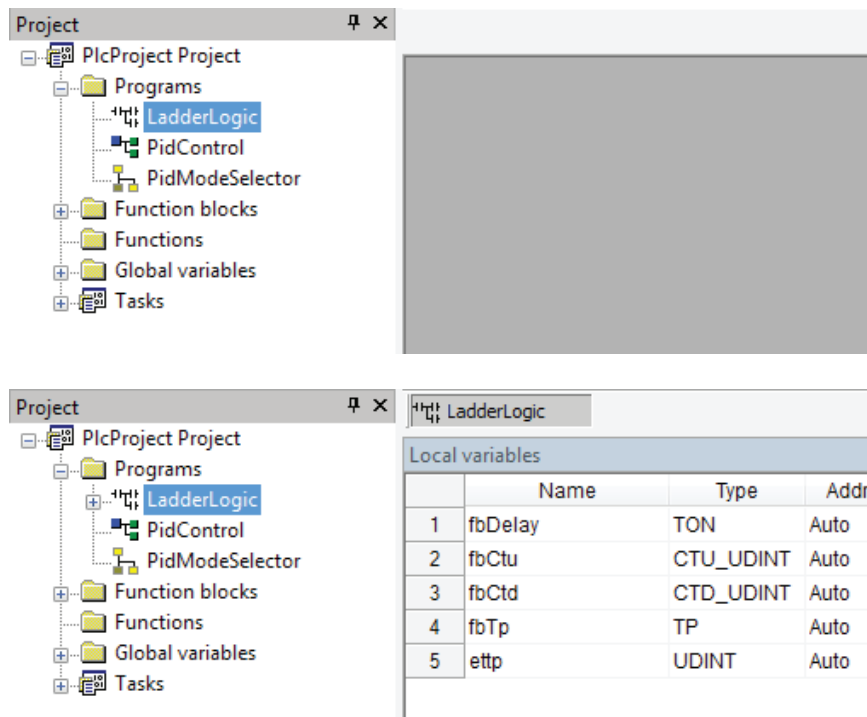 Project
PlcProject Project
Programs
LadderLogic
PidControl
PidModeSelector
Function blocks
Functions
Global variables
Tasks
Project
PlcProject Project
Programs
LadderLogic
PidControl
PidModeSelector
Function blocks
Functions
Global variables
Tasks
LadderLogic
Local variables
Name Type Addr
1 fbDelay TON Auto
2 fbCtu CTU_UDINT Auto
3 fbCtd CTD_UDINT Auto
4 fbTp TP Auto
5 ettp UDINT Auto